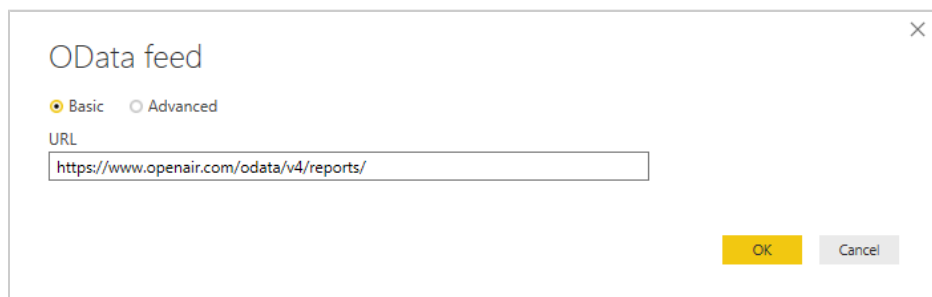 OData feed
Basic Advanced
URL
https://www.openair.com/odata/v4/reports/
OK Cancel